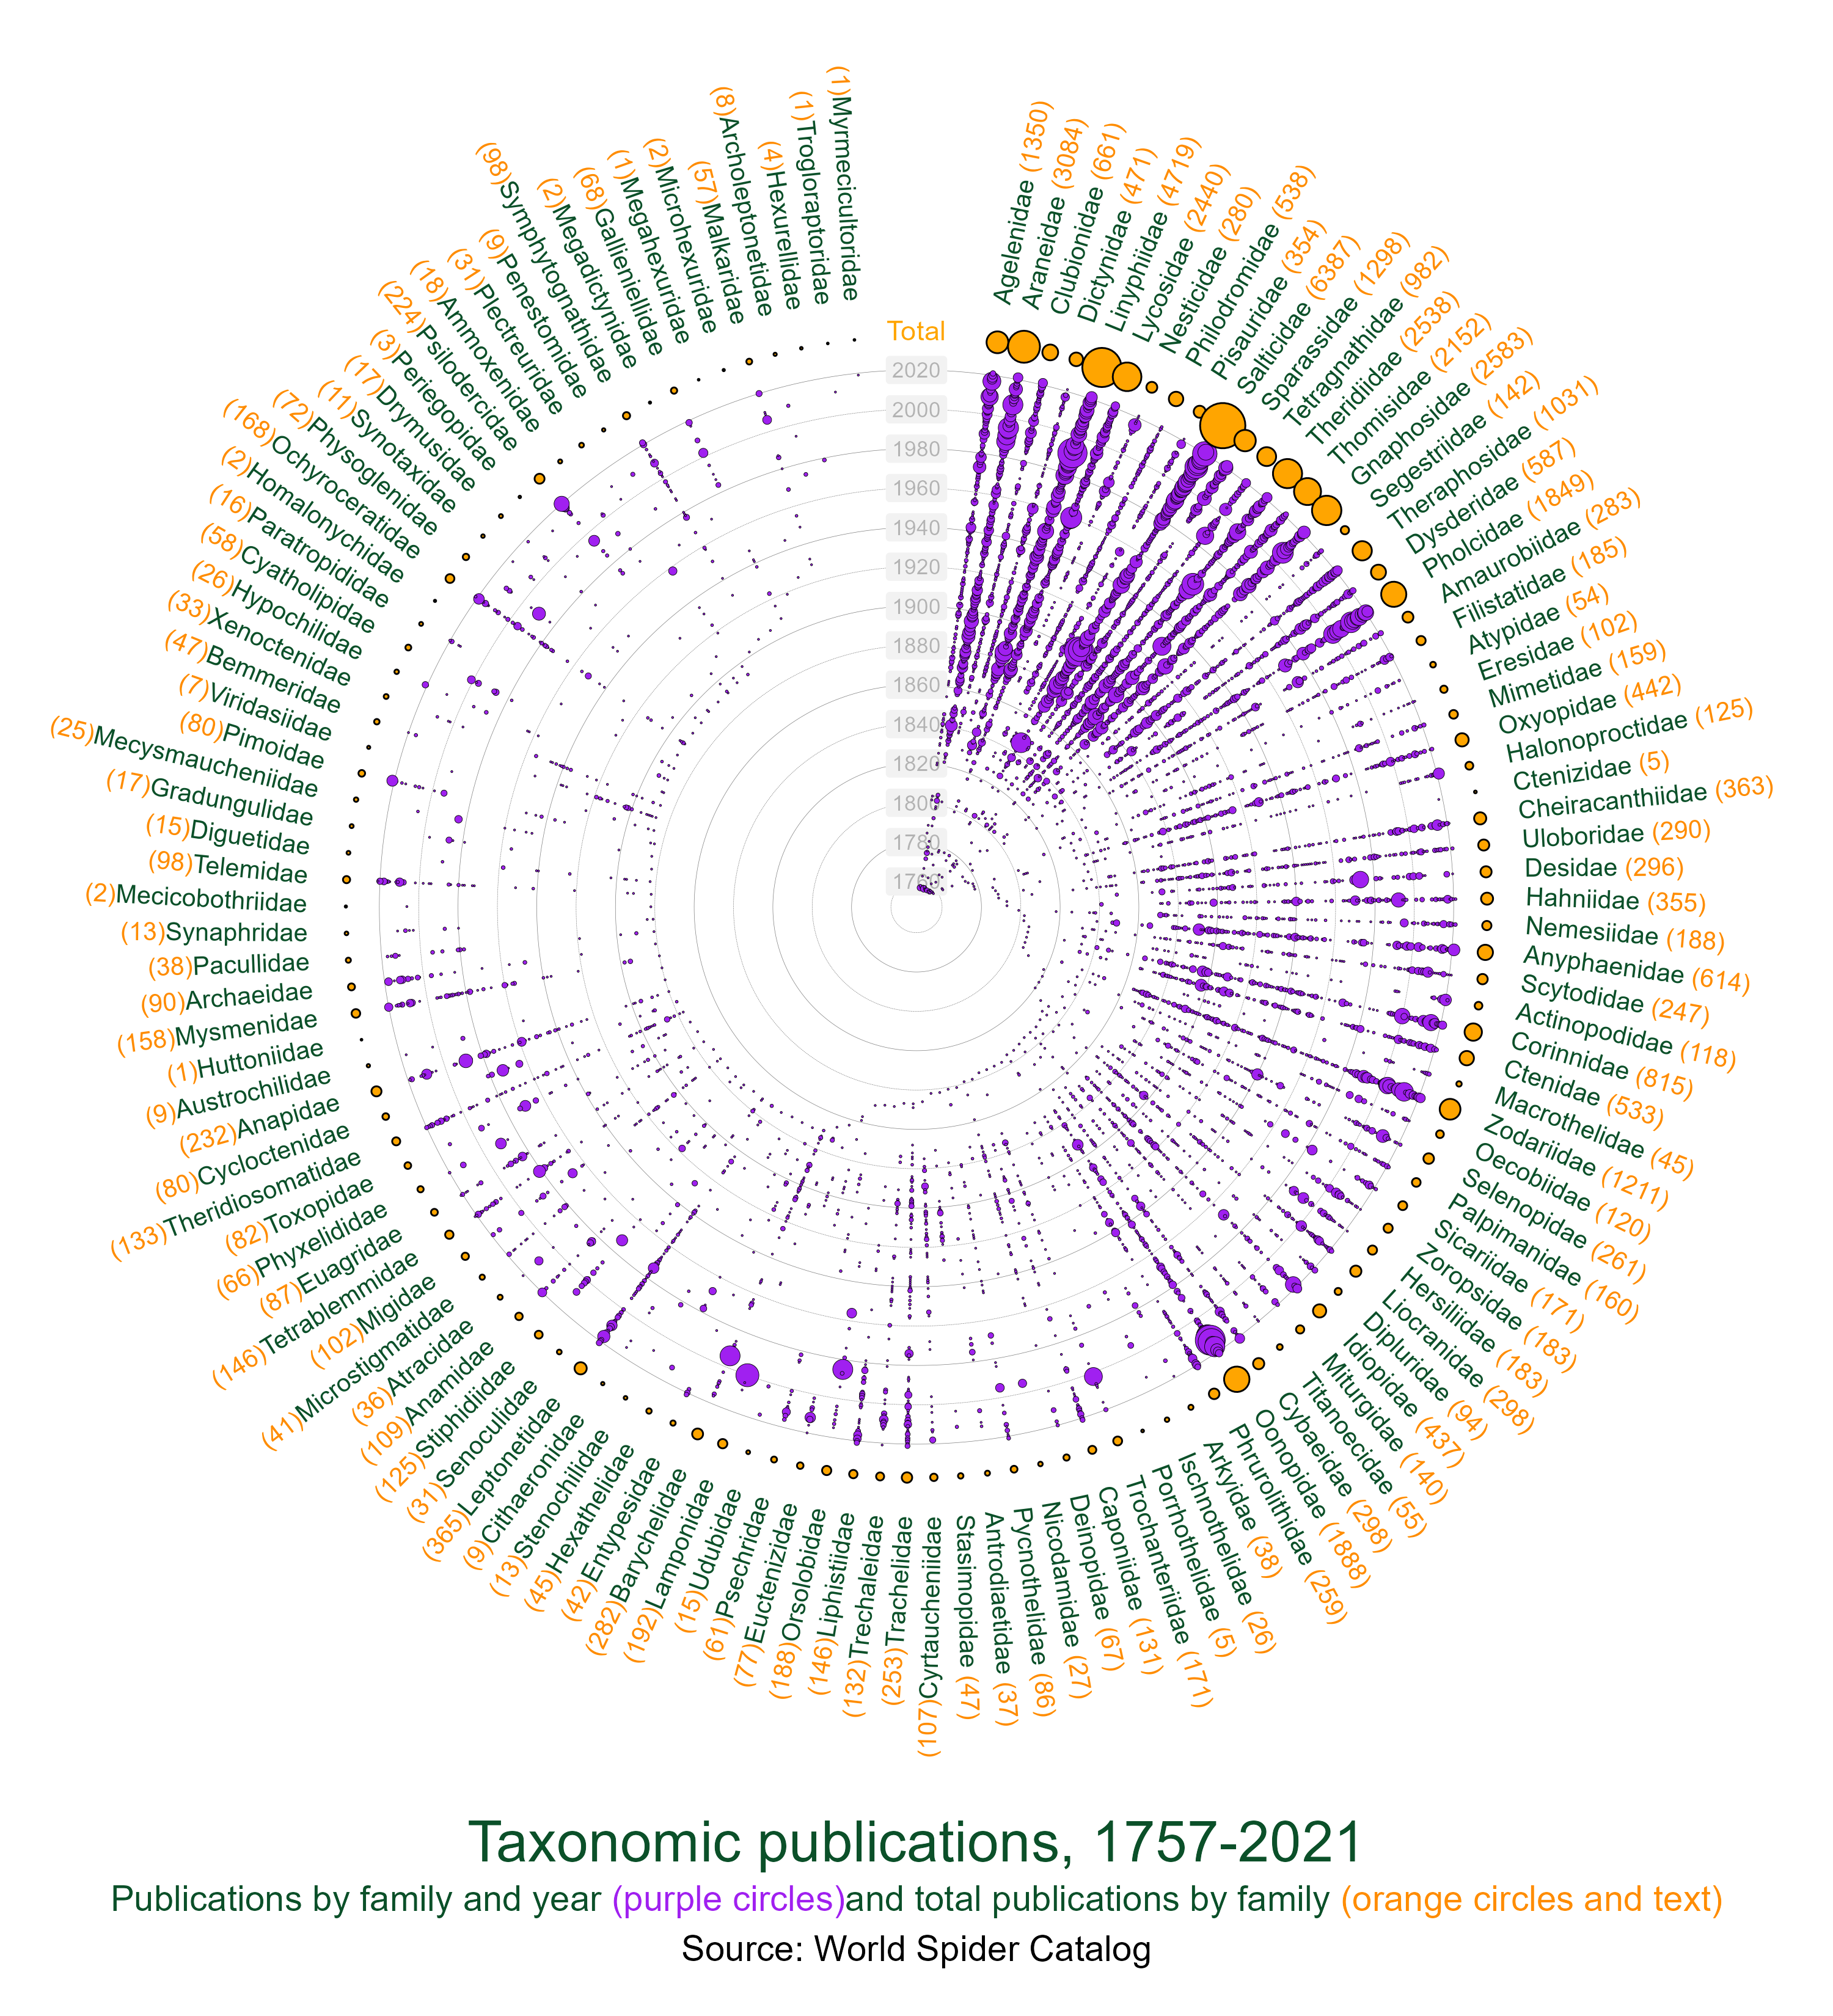 Agelenidae (1350)
Araneidae (3084)
Clubionidae (661)
Dictynidae (471)
Linyphiidae (4719)
Lycosidae (2440)
Nesticidae (280)
Philodromidae (538)
Pisauridae (354)
Salticidae (6387)
Sparassidae (1298)
Tetragnathidae (982)
Theridiidae (2538)
Thomisidae (2152)
Gnaphosidae (2583)
Segestriidae (142)
Theraphosidae (1031)
Dysderidae (587)
Pholcidae (1849)
Amaurobiidae (283)
Filistatidae (185)
Atypidae (54)
Eresidae (102)
Mimetidae (159)
Oxyopidae (442)
Halonoproctidae (125)
Ctenizidae (5)
Cheiracanthiidae (363)
Uloboridae (290)
Desidae (296)
Hahniidae (355)
Nemesiidae (188)
Anyphaenidae (614)
Scytodidae (247)
Actinopodidae (118)
Corinnidae (815)
Ctenidae (533)
Macrothelidae (45)
Zodariidae (1211)
Oecobiidae (120)
Selenopidae (261)
Palpimanidae (160)
Sicariidae (171)
Zoropsidae (183)
Hersiliidae (183)
Liocranidae (298)
Dipluridae (94)
Idiopidae (437)
Miturgidae (140)
Titanoecidae (55)
Cybaeidae (298)
Oonopidae (1888)
Phrurolithidae (259)
Arkyidae (38)
Ischnothelidae (26)
Porrhothelidae (5)
Trochanteriidae (171)
Caponiidae (131)
Deinopidae (67)
Nicodamidae (27)
Pycnothelidae (86)
Antrodiaetidae (37)
Stasimopidae (47)
(107)Cyrtaucheniidae
(253)Trachelidae
(132)Trechaleidae
(146)Liphistiidae
(188)Orsolobidae
(77)Euctenizidae
(61)Psechridae
(15)Udubidae
(192)Lamponidae
(282)Barychelidae
(42)Entypesidae
(45)Hexathelidae
(13)Stenochilidae
(9)Cithaeronidae
(365)Leptonetidae
(31)Senoculidae
(125)Stiphidiidae
(109)Anamidae
(36)Atracidae
(41)Microstigmatidae
(102)Migidae
(146)Tetrablemmidae
(87)Euagridae
(66)Phyxelididae
(82)Toxopidae
(133)Theridiosomatidae
(80)Cycloctenidae
(232)Anapidae
(9)Austrochilidae
(1)Huttoniidae
(158)Mysmenidae
(90)Archaeidae
(38)Pacullidae
(13)Synaphridae
(2)Mecicobothriidae
(98)Telemidae
(15)Diguetidae
(17)Gradungulidae
(25)Mecysmaucheniidae
(80)Pimoidae
(7)Viridasiidae
(47)Bemmeridae
(33)Xenoctenidae
(26)Hypochilidae
(58)Cyatholipidae
(16)Paratropididae
(2)Homalonychidae
(168)Ochyroceratidae
(72)Physoglenidae
(11)Synotaxidae
(17)Drymusidae
(3)Periegopidae
(224)Psilodercidae
(18)Ammoxenidae
(31)Plectreuridae
(9)Penestomidae
(98)Symphytognathidae
(2)Megadictynidae
(68)Gallieniellidae
(1)Megahexuridae
(2)Microhexuridae
(57)Malkaridae
(8)Archoleptonetidae
(4)Hexurellidae
(1)Trogloraptoridae
(1)Myrmecicultoridae
Total
2020
2000
1980
1960
1940
1920
1900
1880
1860
1840
1820
1800
1780
1760
Taxonomic publications, 1757-2021
Publications by family and year (purple circles)and total publications by family (orange circles and text)
Source: World Spider Catalog